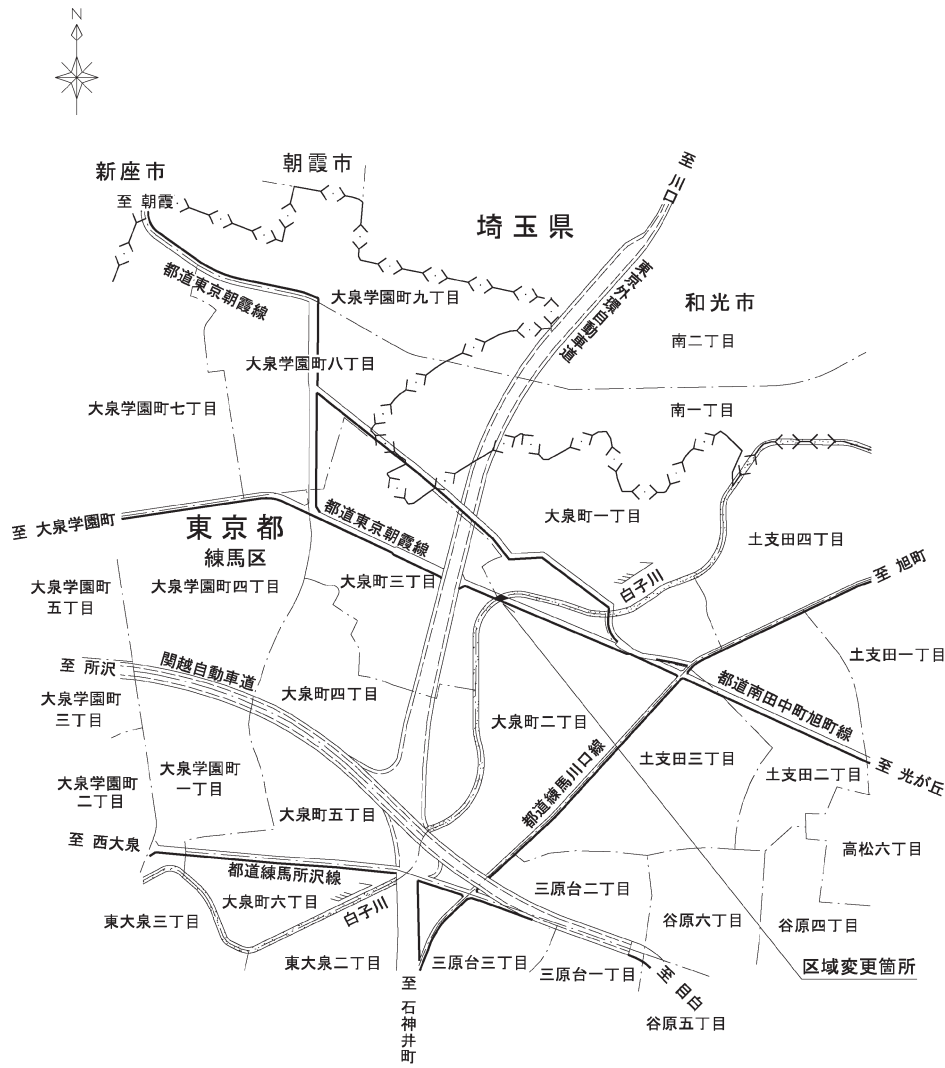 N
新座市
朝霞市
至 川口
至 朝霞
埼玉県
都道東京朝霞線
大泉学園町九丁目
東京外環自動車道
和光市
南二丁目
大泉学園町八丁目
大泉学園町七丁目
南一丁目
至 大泉学園町
東京都
練馬区
都道東京朝霞線
大泉町一丁目
土支田四丁目
大泉学園町
五丁目
大泉学園町四丁目
大泉町三丁目
白子川
至 旭町
至 所沢
関越自動車道
土支田一丁目
大泉学園町
三丁目
大泉町四丁目
大泉町二丁目
都道南田中町旭町線
大泉学園町
二丁目
大泉学園町
一丁目
都道練馬川口線
土支田三丁目
土支田二丁目
至 光が丘
大泉町五丁目
至 西大泉
高松六丁目
都道練馬所沢線
大泉町六丁目
白子川
三原台二丁目
東大泉三丁目
谷原六丁目
谷原四丁目
東大泉二丁目
三原台三丁目
三原台一丁目
区域変更箇所
至 目白
至 石神井町
谷原五丁目